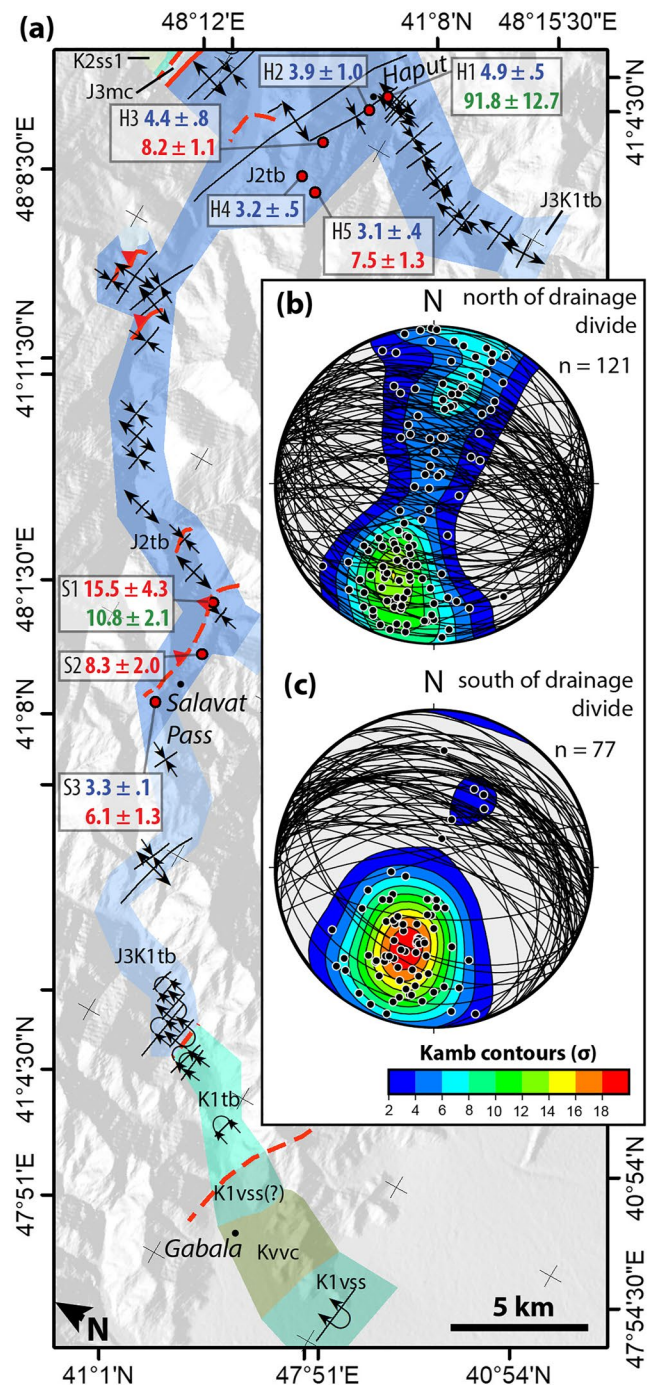 (a)
48°12'E
41°8'N
48°15'30"E
K2ss1
J3mc
H2 3.9 ± 1.0
Haput
H1 4.9 ± .5
91.8 ± 12.7
H3 4.4 ± .8
8.2 ± 1.1
41°4'30"N
48°8'30"E
J2tb
H4 3.2 ± .5
J3K1tb
H5 3.1 ± .4
7.5 ± 1.3
(b)
N
north of drainage
divide
n = 121
41°11'30"N
J2tb
48°1'30"E
S1 15.5 ± 4.3
10.8 ± 2.1
S2 8.3 ± 2.0
Salavat
Pass
41°8'N
(c)
N
south of drainage
divide
n = 77
S3 3.3 ± .1
6.1 ± 1.3
J3K1tb
Kamb contours (σ)
2 4 6 8 10 12 14 16 18
41°4'30"N
K1tb
47°51'E
K1vss(?)
40°54'N
Gabala
Kvvc
K1vss
5 km
N
47°54'30"E
41°1'N
47°51'E
40°54'N